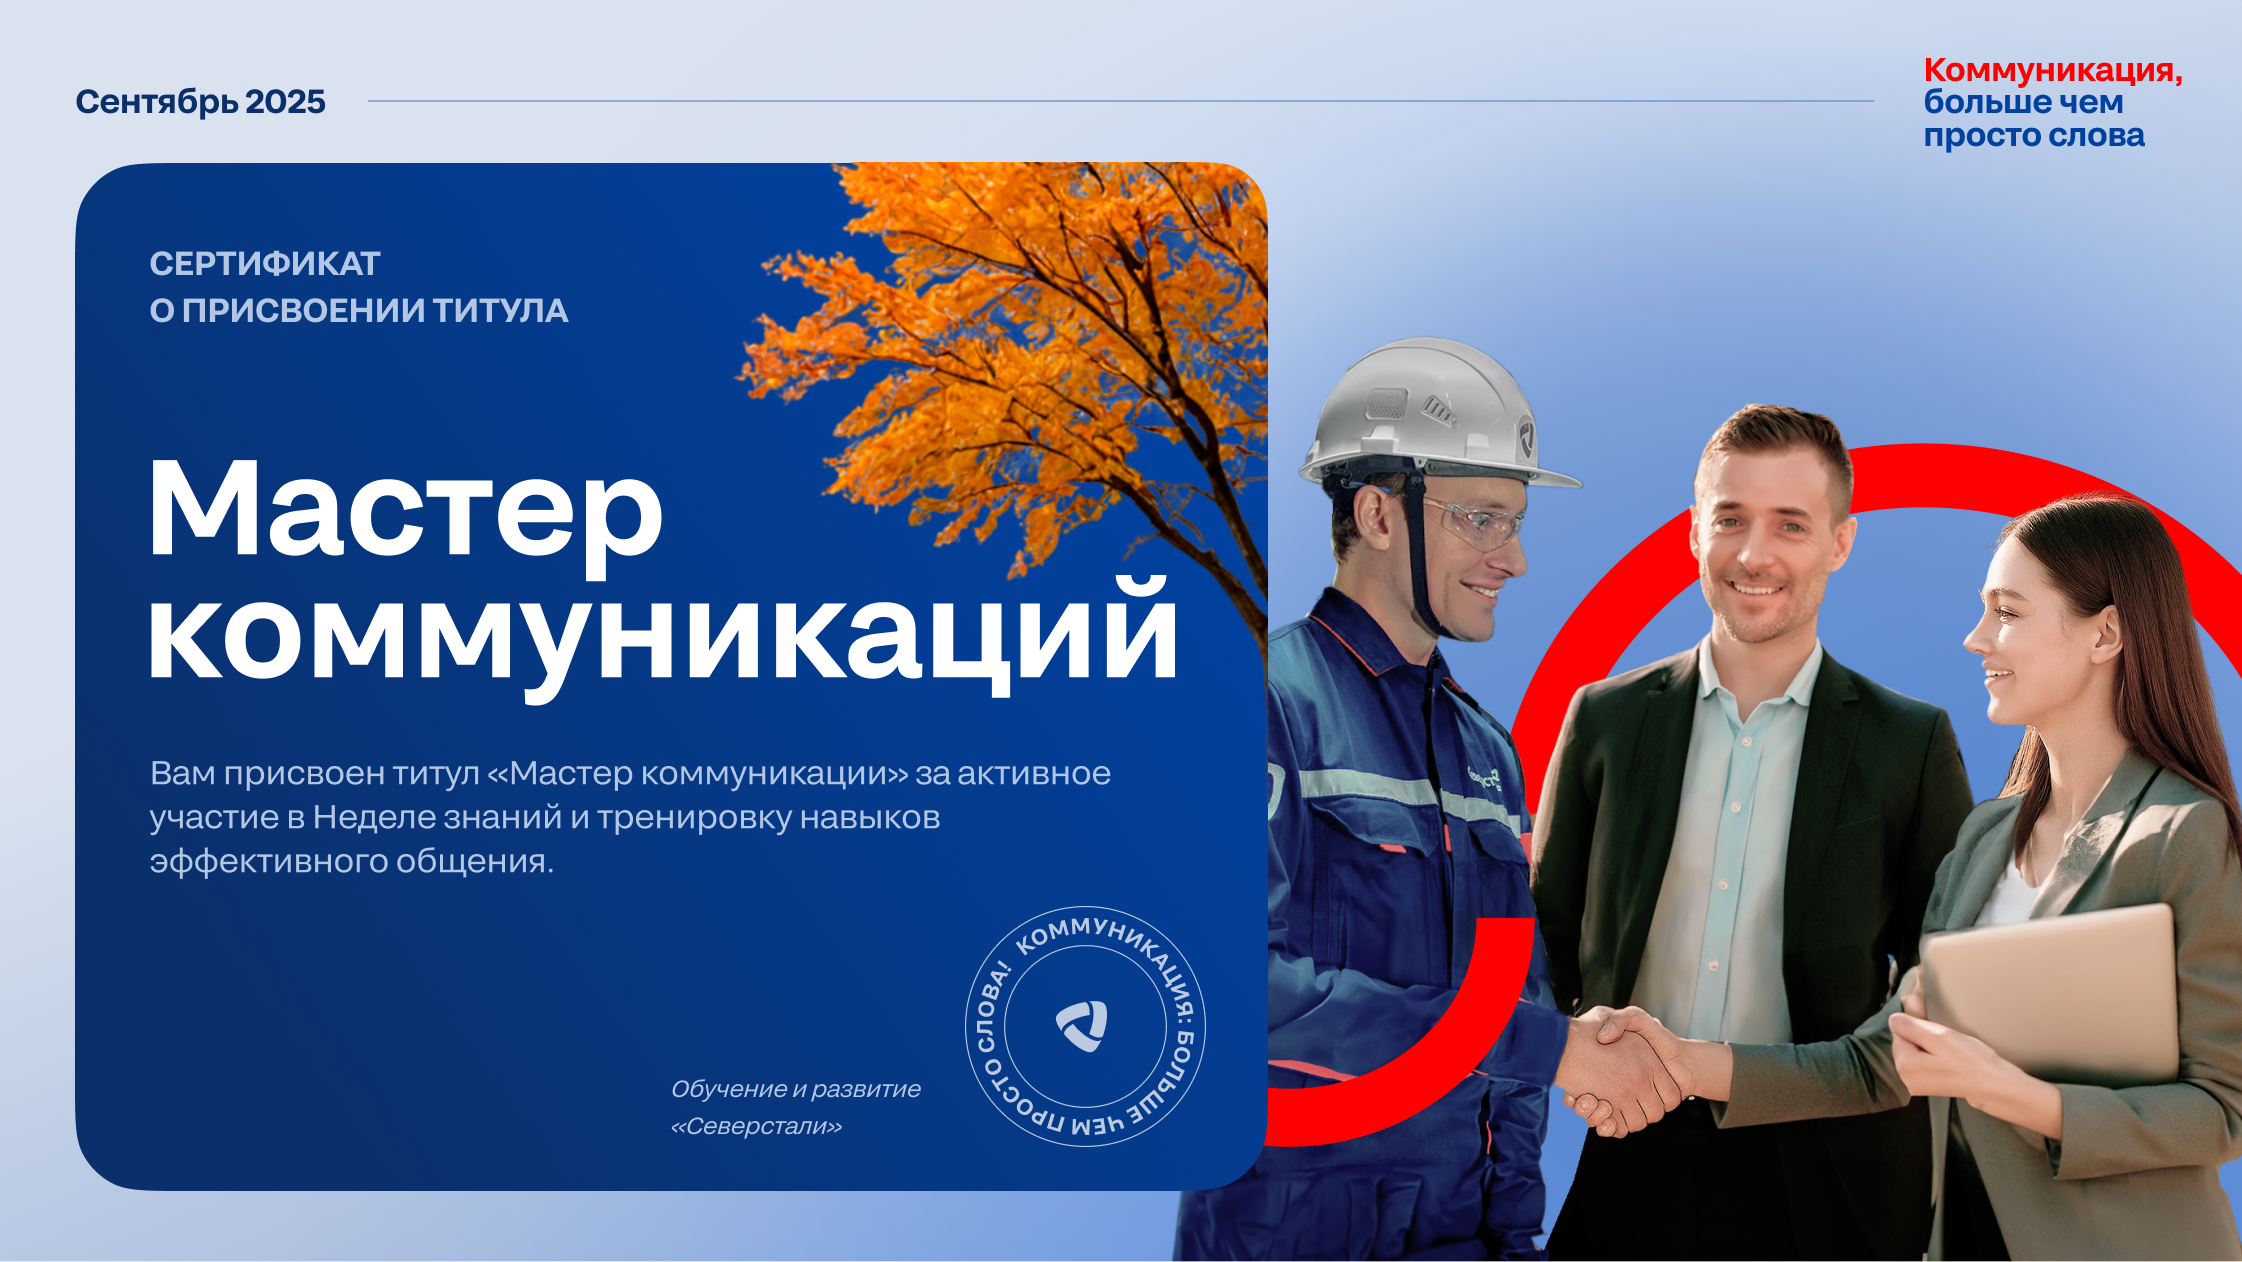 Сентябрь 2025
Коммуникация,
больше чем
просто слова
СЕРТИФИКАТ
О ПРИСВОЕНИИ ТИТУЛА
Мастер
коммуникаций
Вам присвоен титул «Мастер коммуникации» за активное
участие в Неделе знаний и тренировку навыков
эффективного общения.
КОММУНИКАЦИЯ: БОЛЬШЕ ЧЕМ ПРОСТО СЛОВА!
Обучение и развитие
«Северстали»